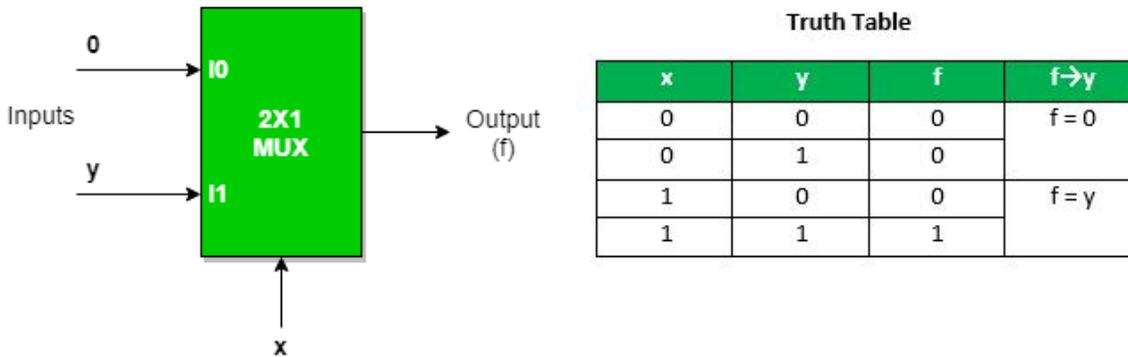 Truth Table
0
I0
Inputs
2X1
MUX
Output
(f)
y
I1
x
x y f f→y
0 0 0 f = 0
0 1 0
1 0 0 f = y
1 1 1